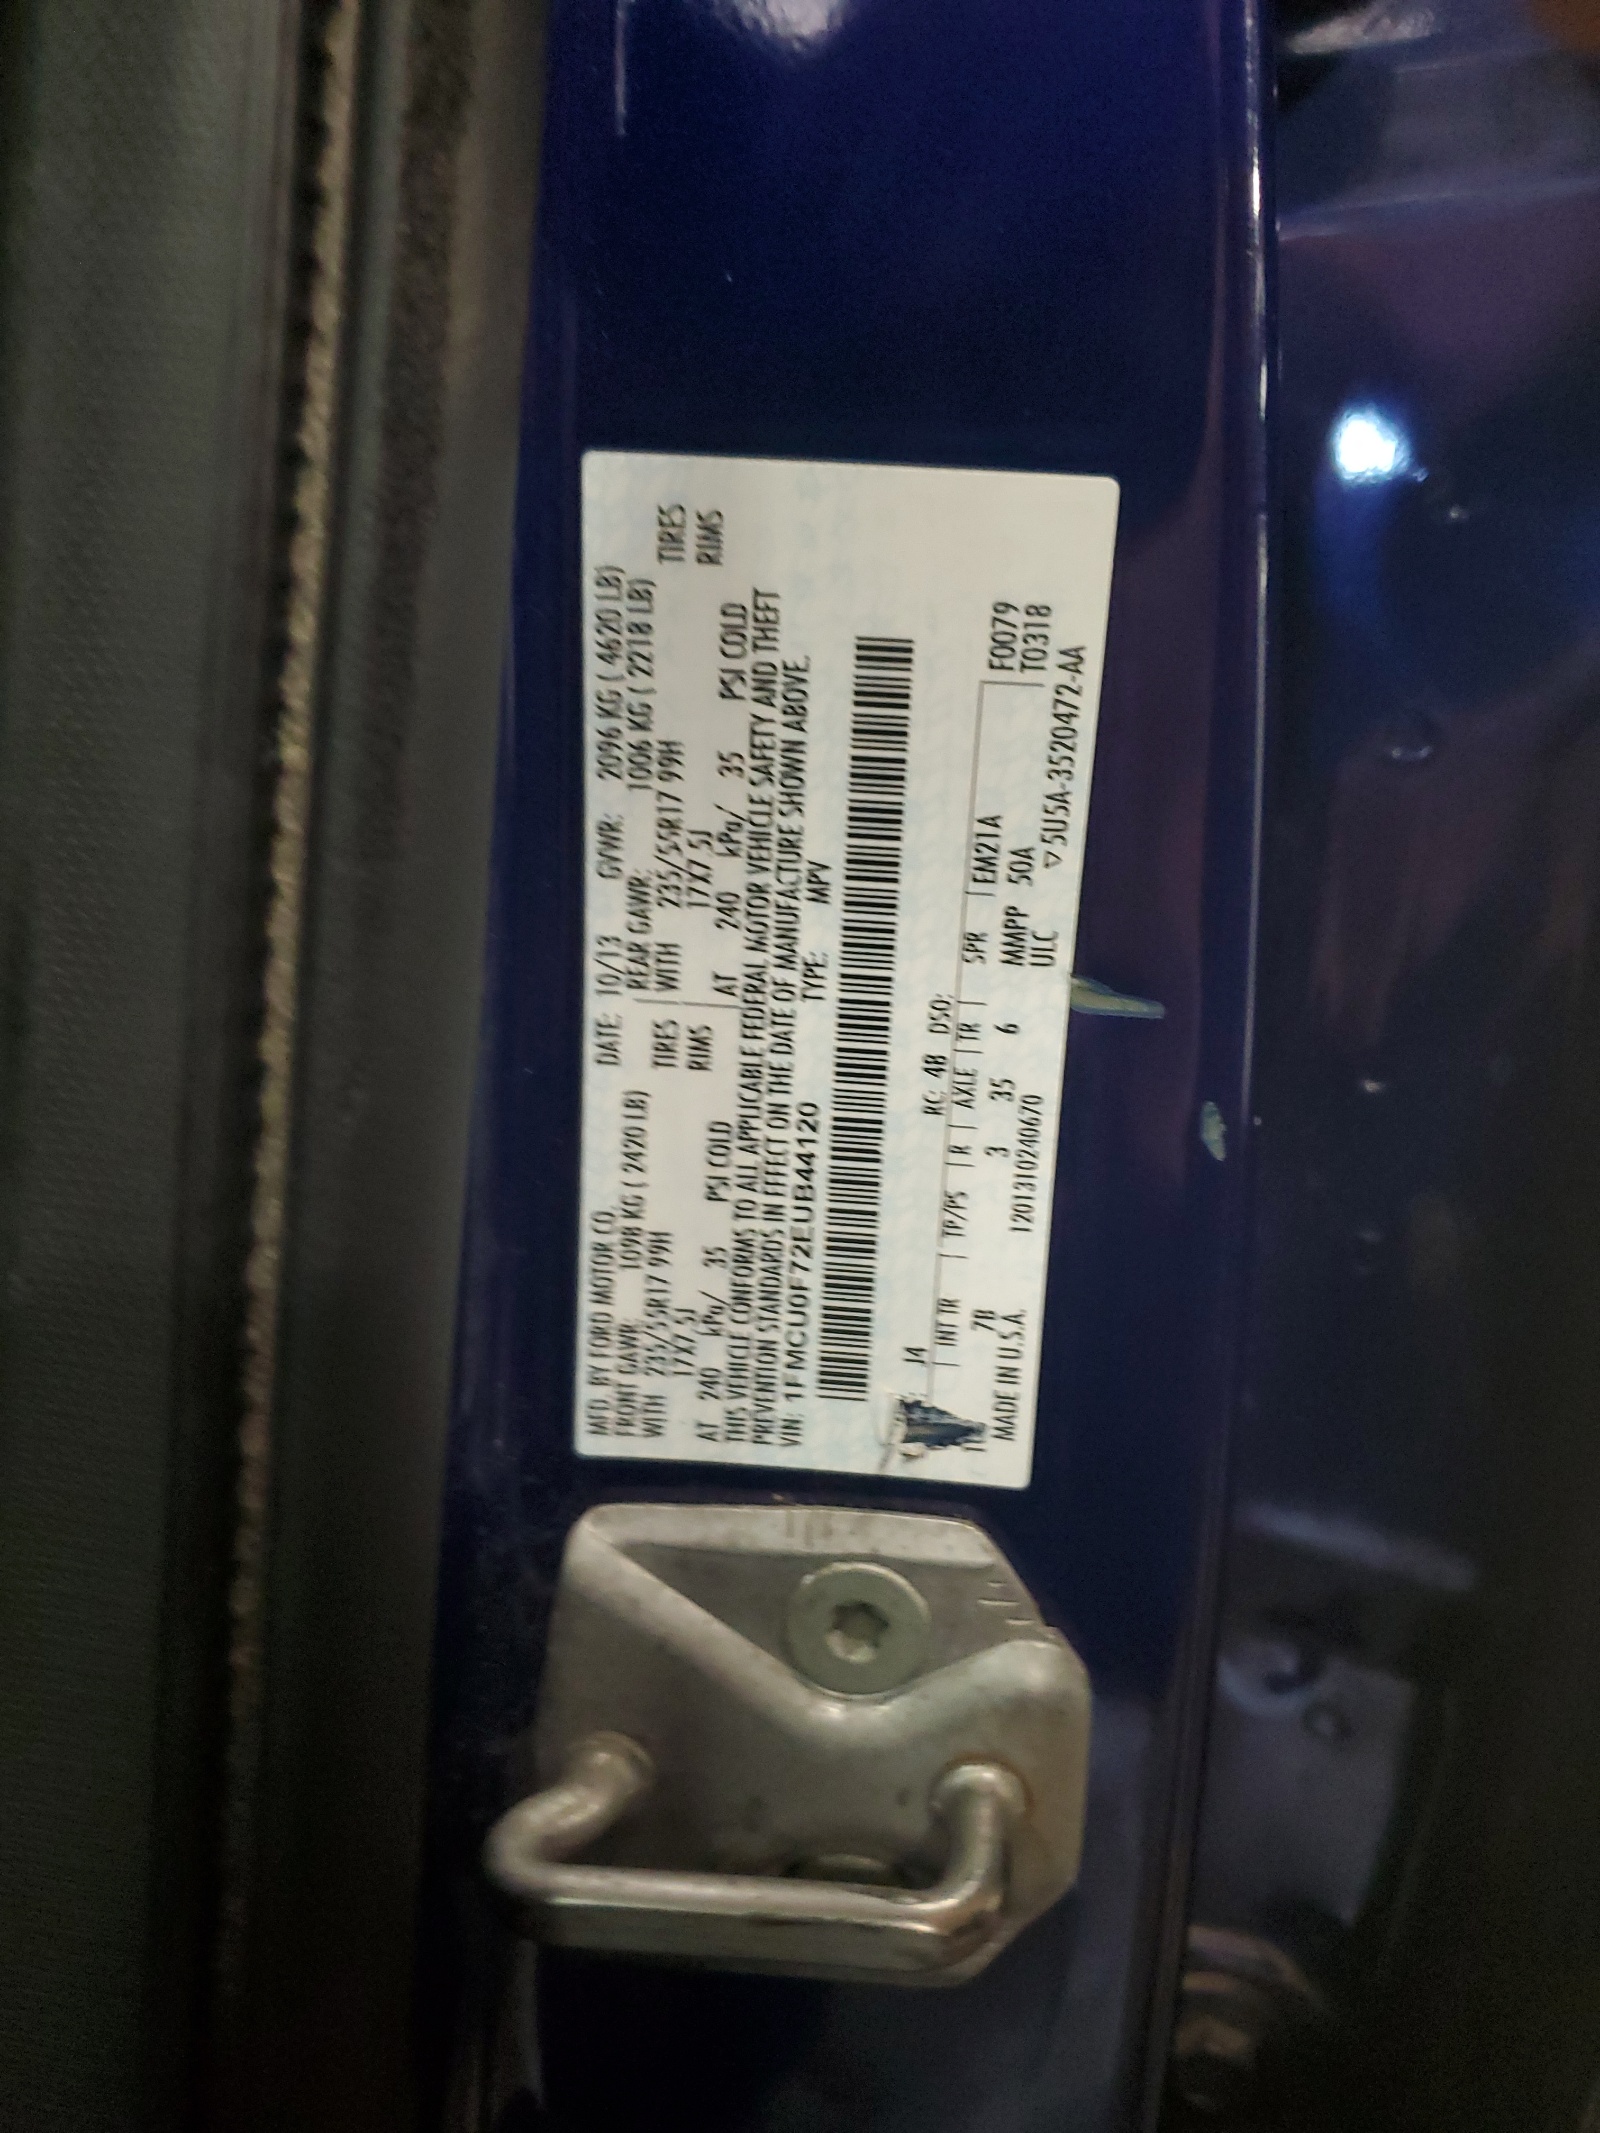 MFD. BY FORD MOTOR CO. DATE: 10/13 GVWR: 2096 KG ( 4620 LB)
FRONT GAWR: 1098 KG ( 2420 LB) REAR GAWR: 1006 KG ( 2218 LB)
WITH 235/55R17 99H TIRES WITH 235/55R17 99H TIRES
17X7.5J RIMS 17X7.5J RIMS
AT 240 kPa/ 35 PSI COLD AT 240 kPa/ 35 PSI COLD
THIS VEHICLE CONFORMS TO ALL APPLICABLE FEDERAL MOTOR VEHICLE SAFETY AND THEFT
PREVENTION STANDARDS IN EFFECT ON THE DATE OF MANUFACTURE SHOWN ABOVE.
VIN: 1FMCU0F72EUB44120 TYPE: MPV
J4 RC: 4B DSO:
INT TR TP/PS R AXLE TR SPR EM21A F0079
7B 3 35 6 MMPP 50A T0318
MADE IN U.S.A. 1201310240670 ULC ▽5U5A-3520472-AA